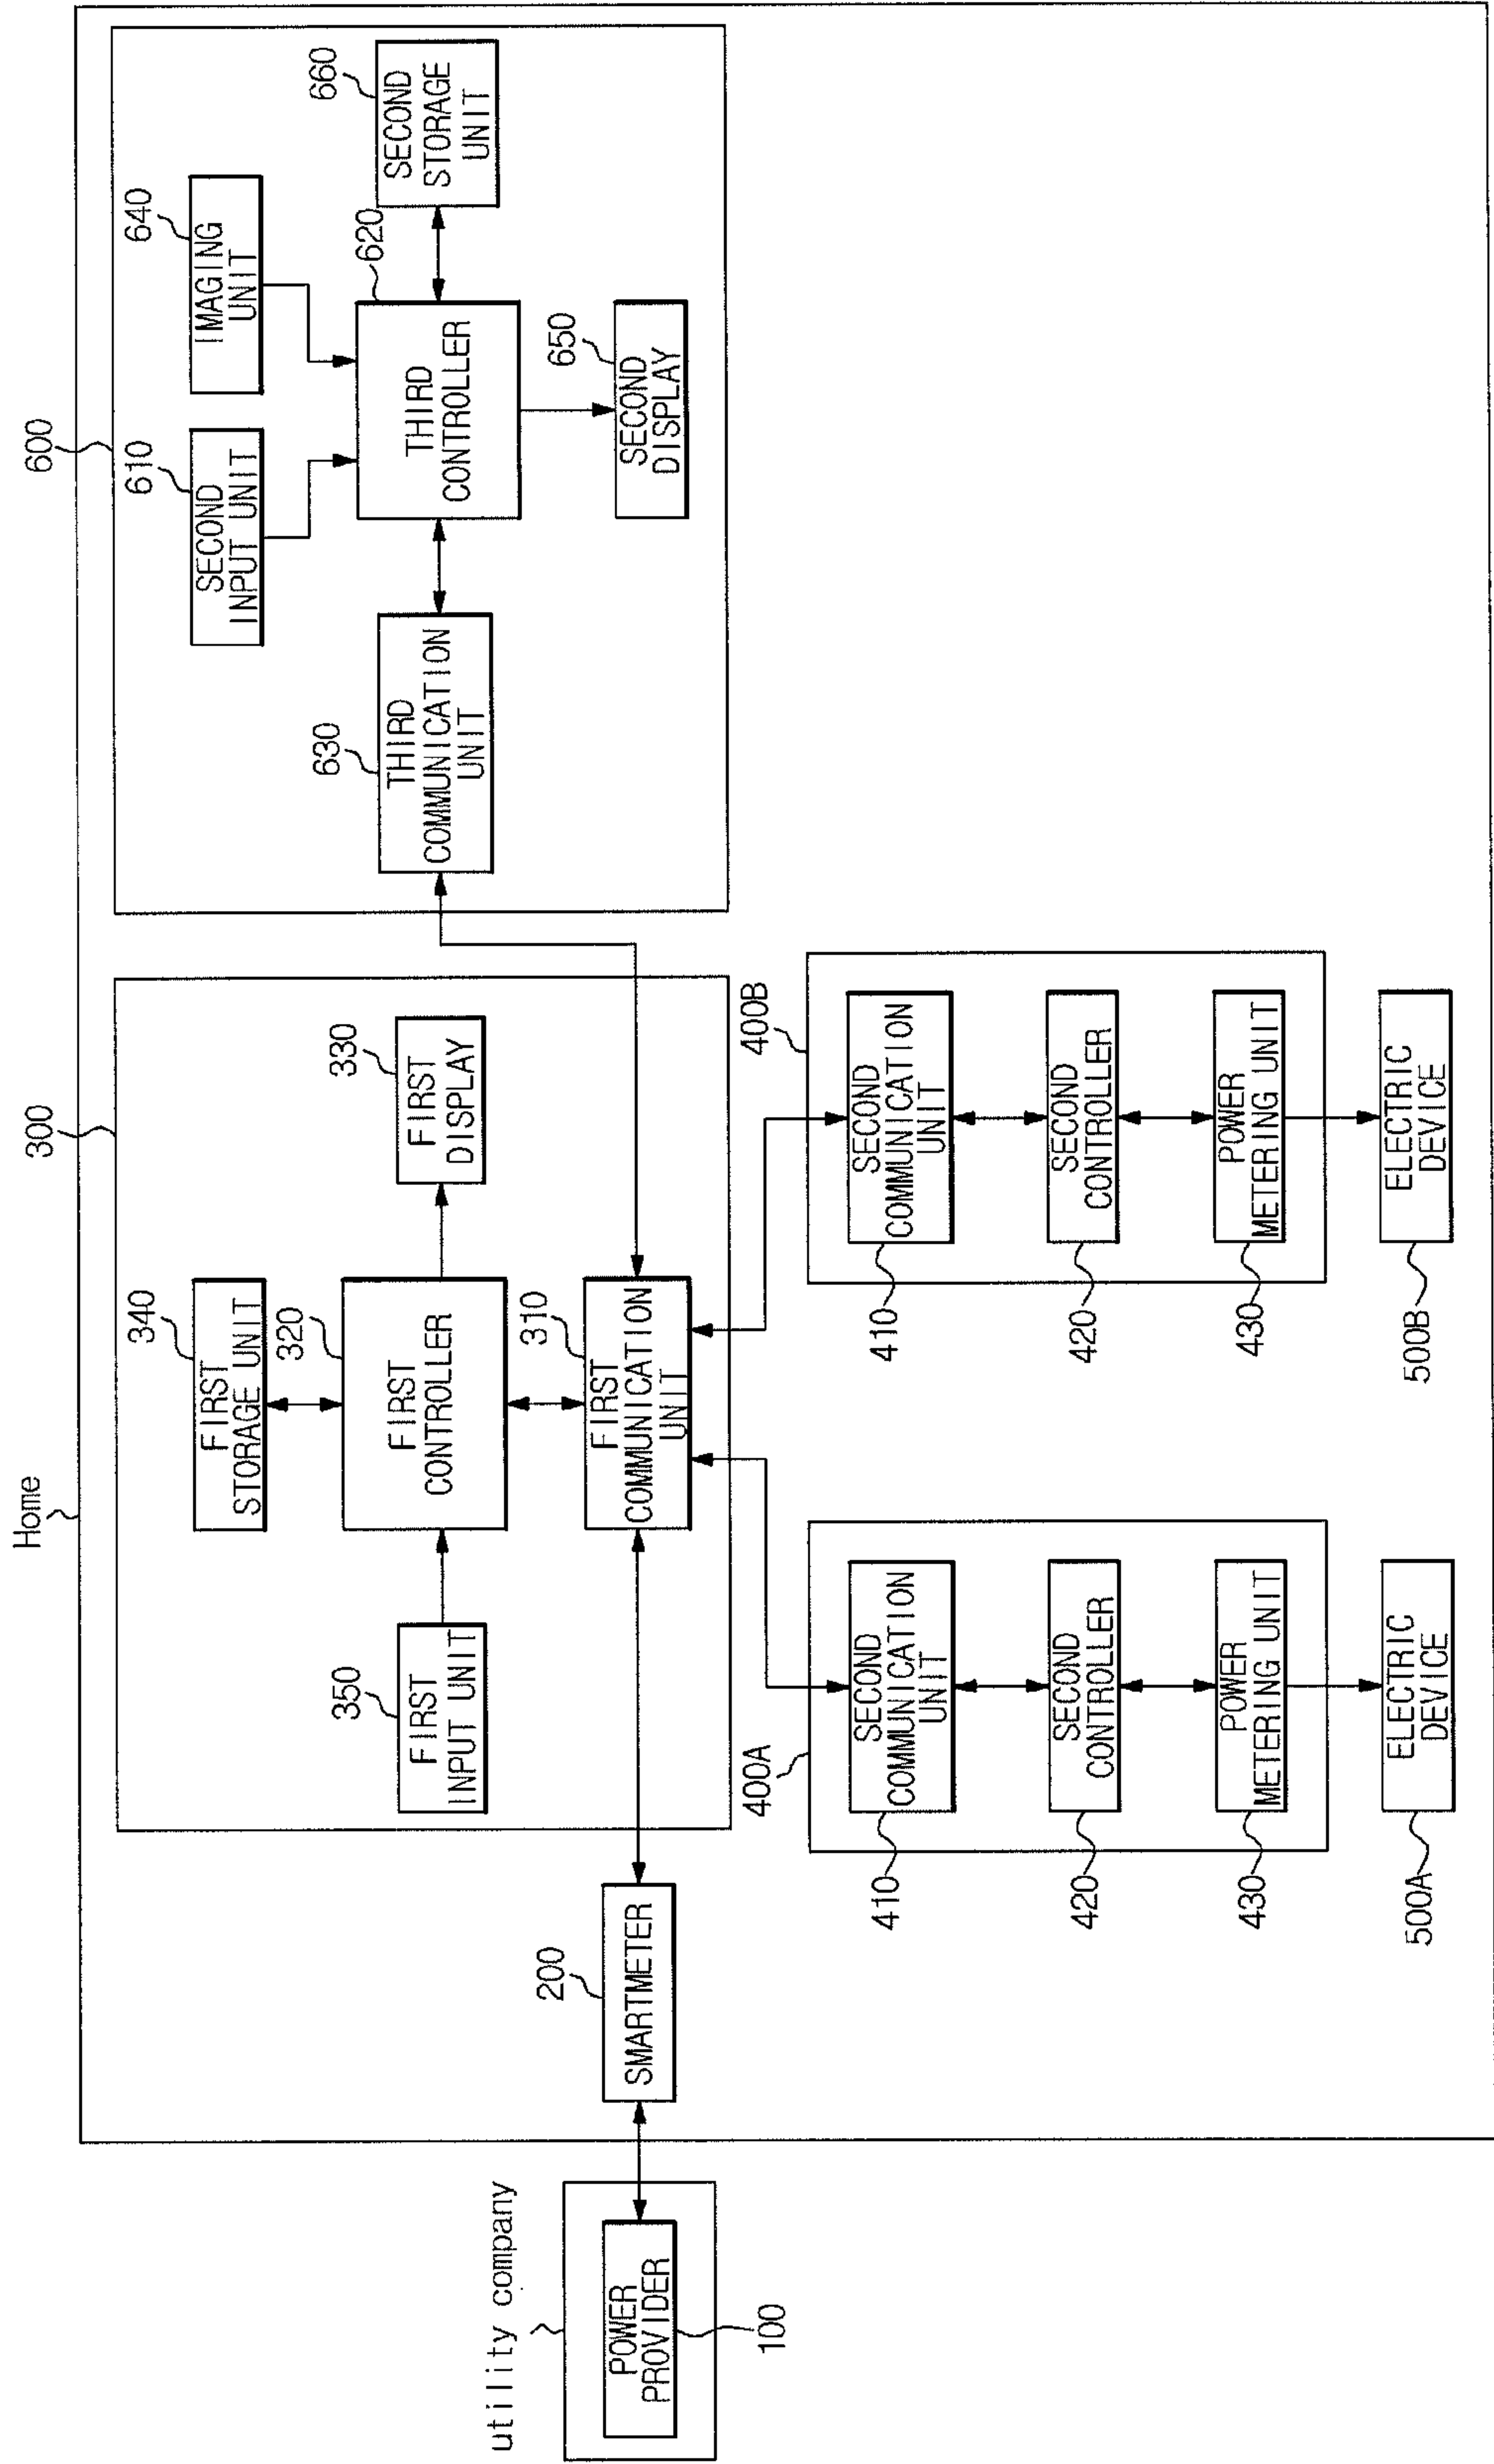 Home
utility company
POWER
PROVIDER
100
200
SMARTMETER
300
340
FIRST
STORAGE UNIT
350
FIRST
INPUT UNIT
320
FIRST
CONTROLLER
330
FIRST
DISPLAY
310
FIRST
COMMUNICATION
UNIT
600
610
SECOND
INPUT UNIT
640
IMAGING
UNIT
630
THIRD
COMMUNICATION
UNIT
620
THIRD
CONTROLLER
660
SECOND
STORAGE
UNIT
650
SECOND
DISPLAY
400A
410
SECOND
COMMUNICATION
UNIT
420
SECOND
CONTROLLER
430
POWER
METERING UNIT
500A
ELECTRIC
DEVICE
400B
410
SECOND
COMMUNICATION
UNIT
420
SECOND
CONTROLLER
430
POWER
METERING UNIT
500B
ELECTRIC
DEVICE